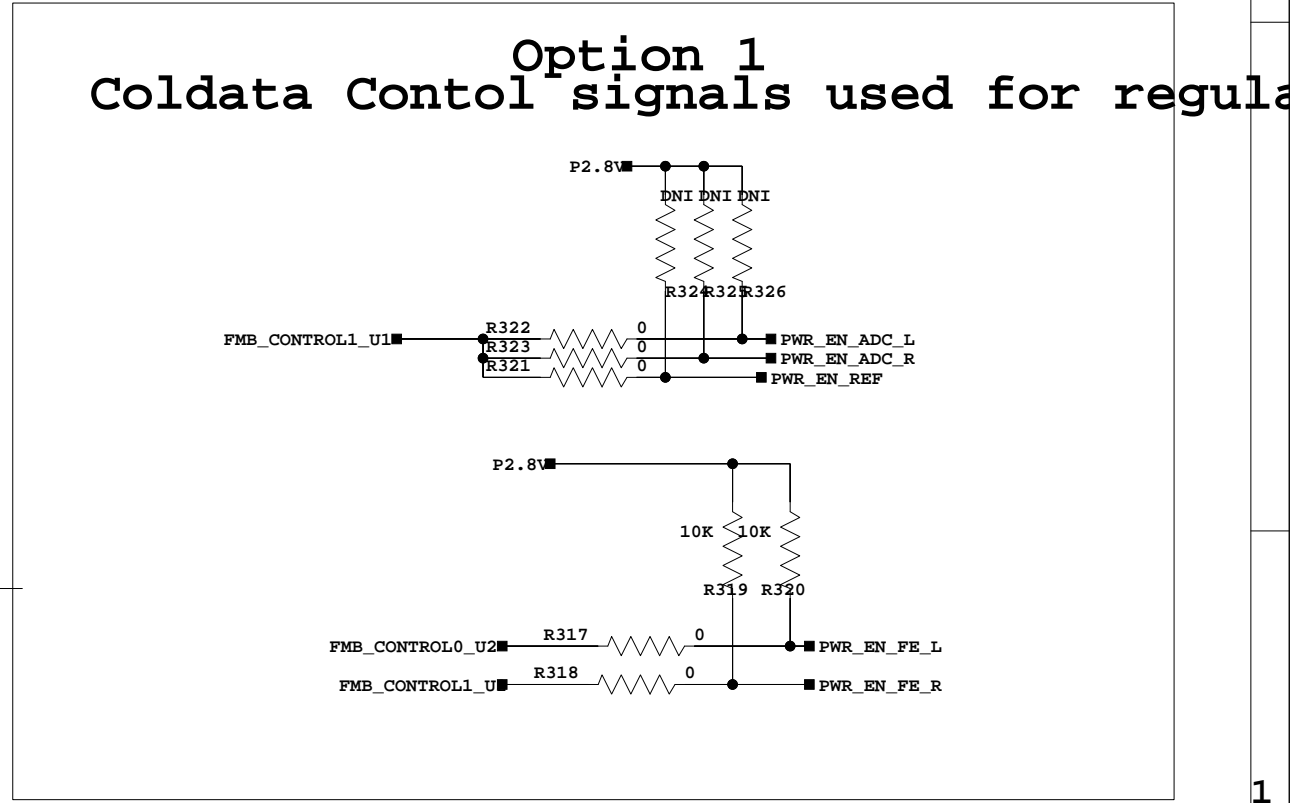 Option 1
Coldata Contol signals used for regula
P2.8V
DNI DNI DNI
R324 R325 R326
R322 0
FMB_CONTROL1_U1 PWR_EN_ADC_L
R323 0
PWR_EN_ADC_R
R321 0
PWR_EN_REF
P2.8V
10K 10K
R319 R320
R317 0
FMB_CONTROL0_U2 PWR_EN_FE_L
R318 0
FMB_CONTROL1_U PWR_EN_FE_R
1